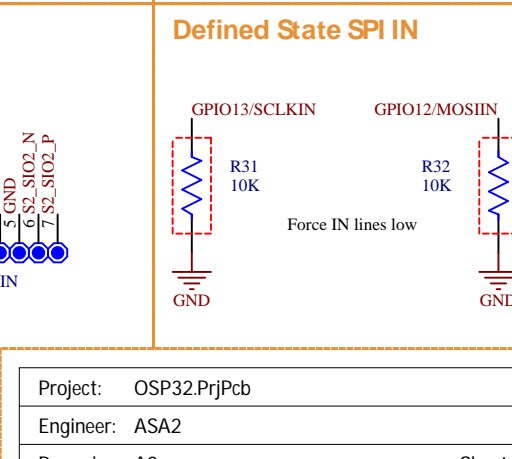 Defined State SPI IN
GPIO13/SCLKIN
GPIO12/MOSIIN
5 GND
6 S2_SIO2_N
7 S2_SIO2_P
R31
10K
R32
10K
Force IN lines low
IN
GND
GND
Project: OSP32.PrjPcb
Engineer: ASA2